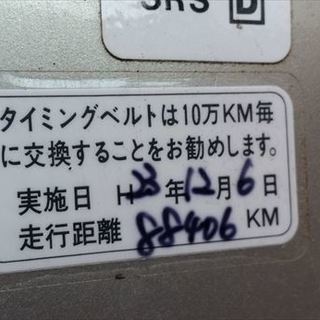 SRS D
タイミングベルトは10万KM毎
に交換することをお勧めします。
実施日 H23年12月6日
走行距離 88406KM